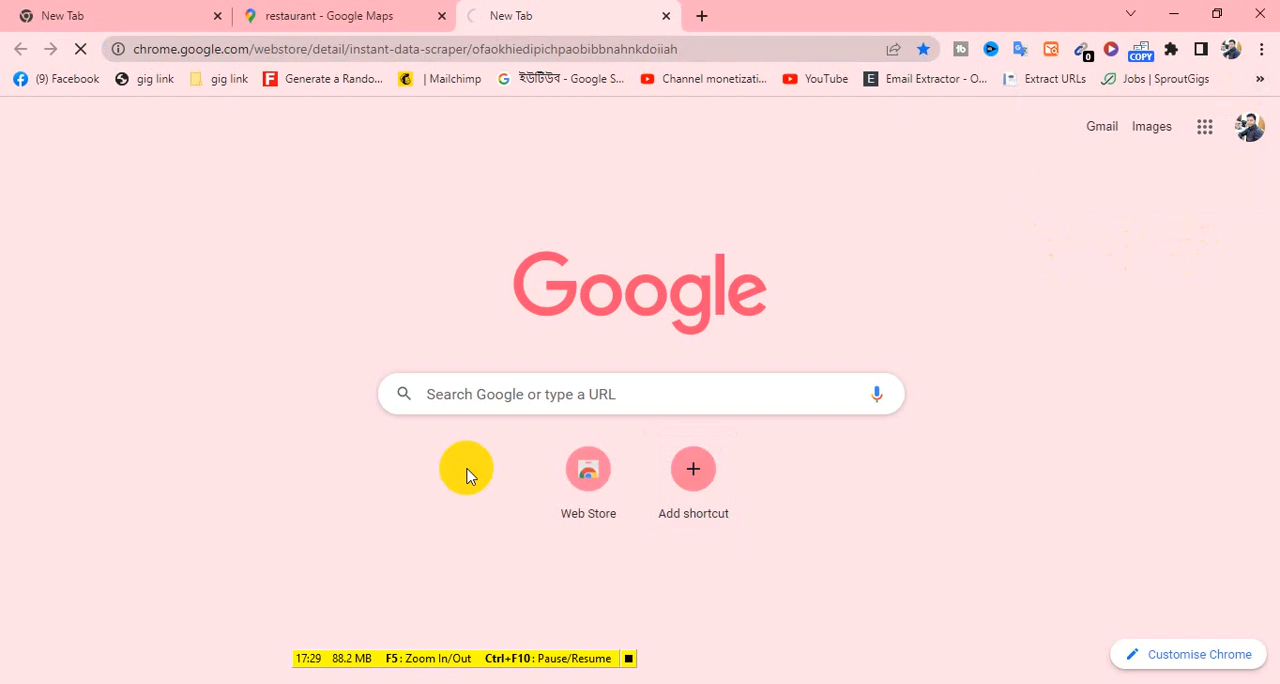 New Tab
restaurant - Google Maps
New Tab
chrome.google.com/webstore/detail/instant-data-scraper/ofaokhiedipichpaobibbnahnkdoiiah
0
COPY
(9) Facebook
gig link
gig link
Generate a Rando...
| Mailchimp
ইউটিউব - Google S...
Channel monetizati...
YouTube
Email Extractor - O...
Extract URLs
Jobs | SproutGigs
»
Gmail
Images
Google
Search Google or type a URL
Web Store
Add shortcut
17:29 88.2 MB F5: Zoom In/Out Ctrl+F10: Pause/Resume
Customise Chrome